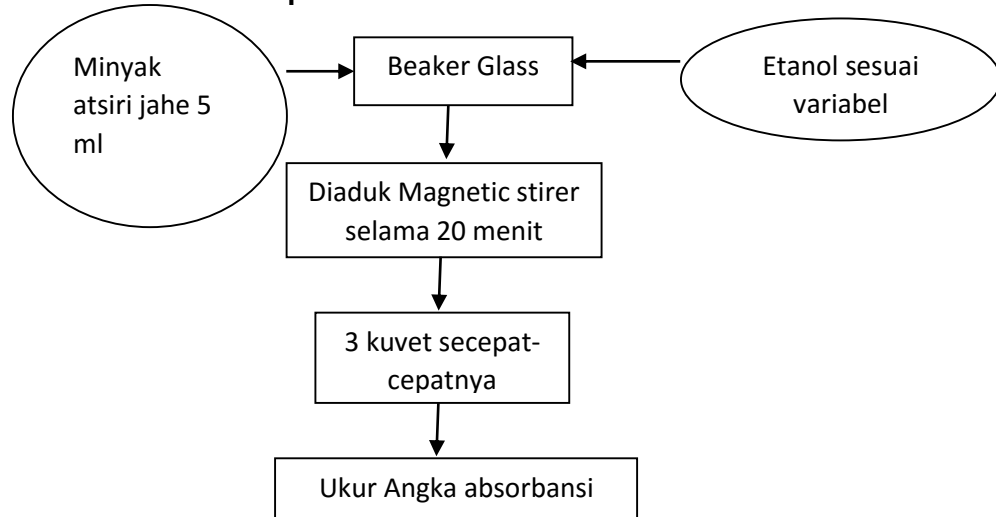 Minyak
atsiri jahe 5
ml
Beaker Glass
Etanol sesuai
variabel
Diaduk Magnetic stirer
selama 20 menit
3 kuvet secepat-
cepatnya
Ukur Angka absorbansi